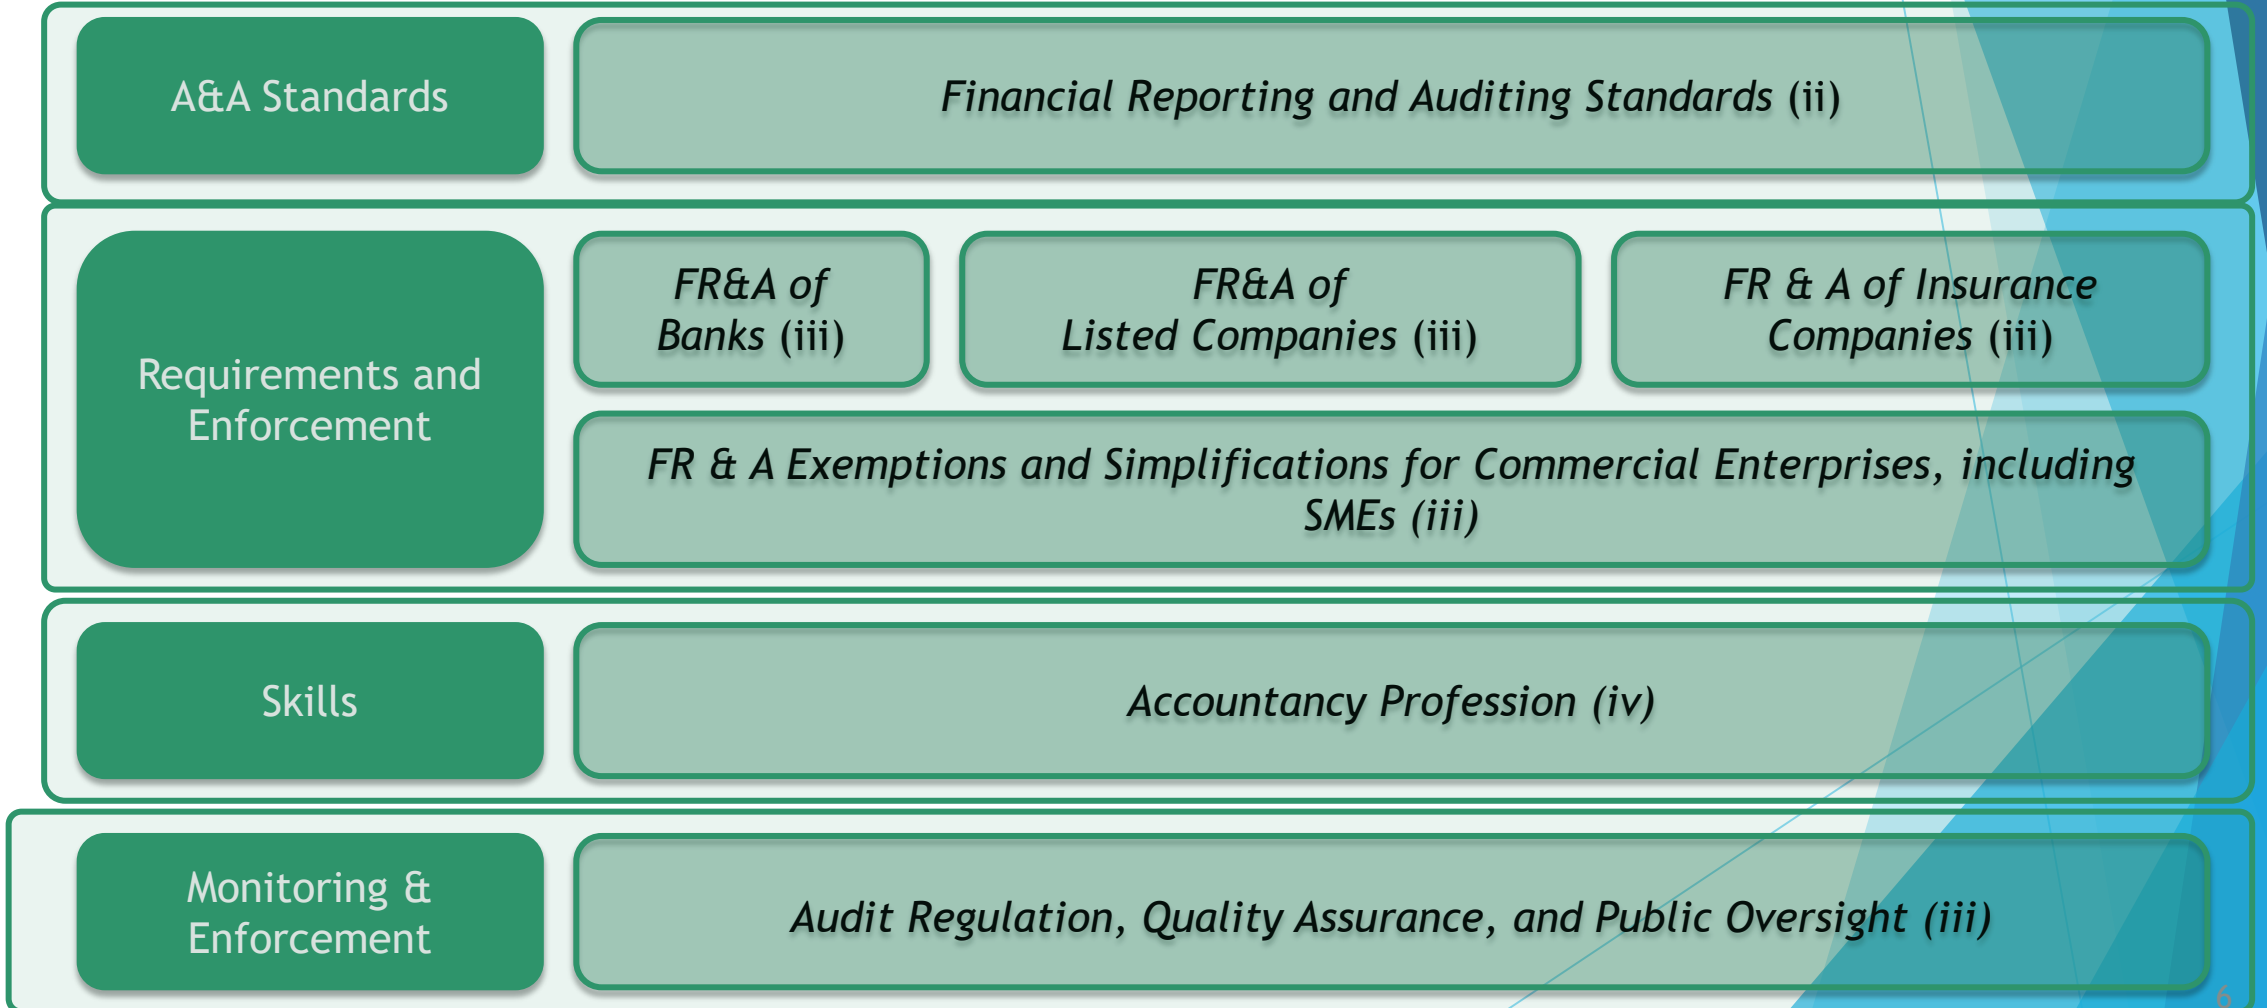 A&A Standards
Financial Reporting and Auditing Standards (ii)
Requirements and
Enforcement
FR&A of
Banks (iii)
FR&A of
Listed Companies (iii)
FR & A of Insurance
Companies (iii)
FR & A Exemptions and Simplifications for Commercial Enterprises, including
SMEs (iii)
Skills
Accountancy Profession (iv)
Monitoring &
Enforcement
Audit Regulation, Quality Assurance, and Public Oversight (iii)
6